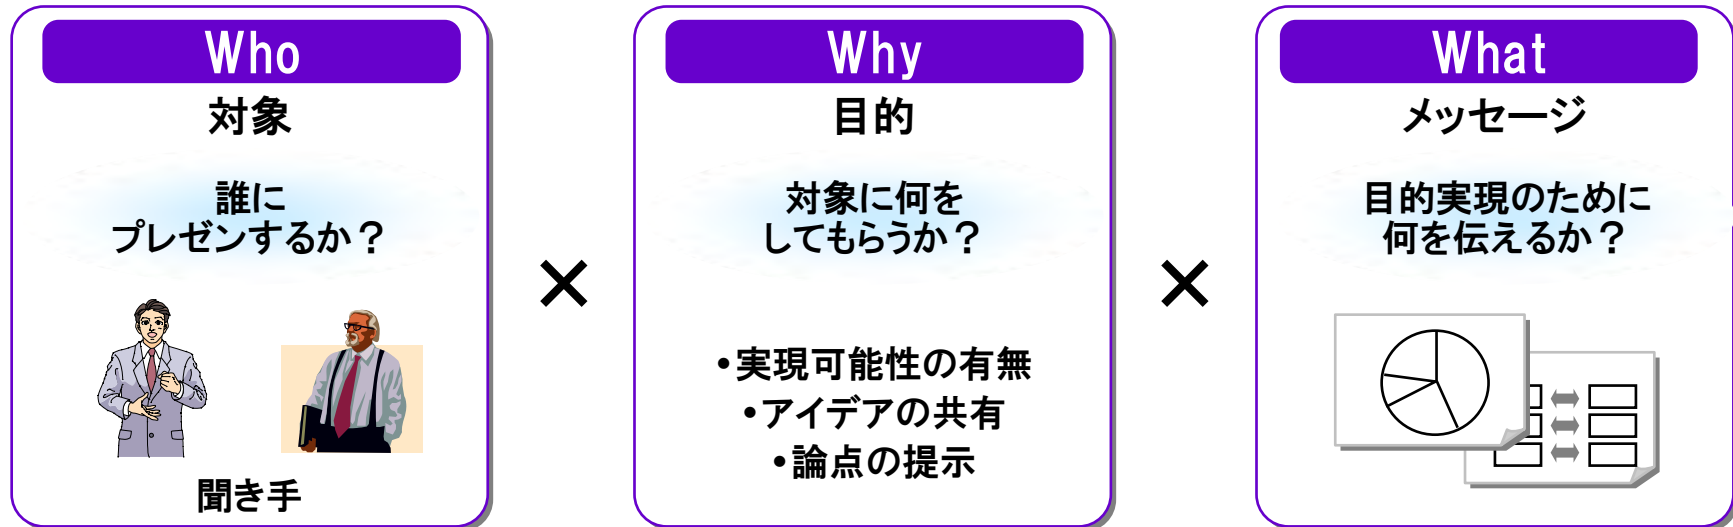 Who
対象
誰に
プレゼンするか？
聞き手
×
Why
目的
対象に何を
してもらうか？
•実現可能性の有無
•アイデアの共有
•論点の提示
×
What
メッセージ
目的実現のために
何を伝えるか？